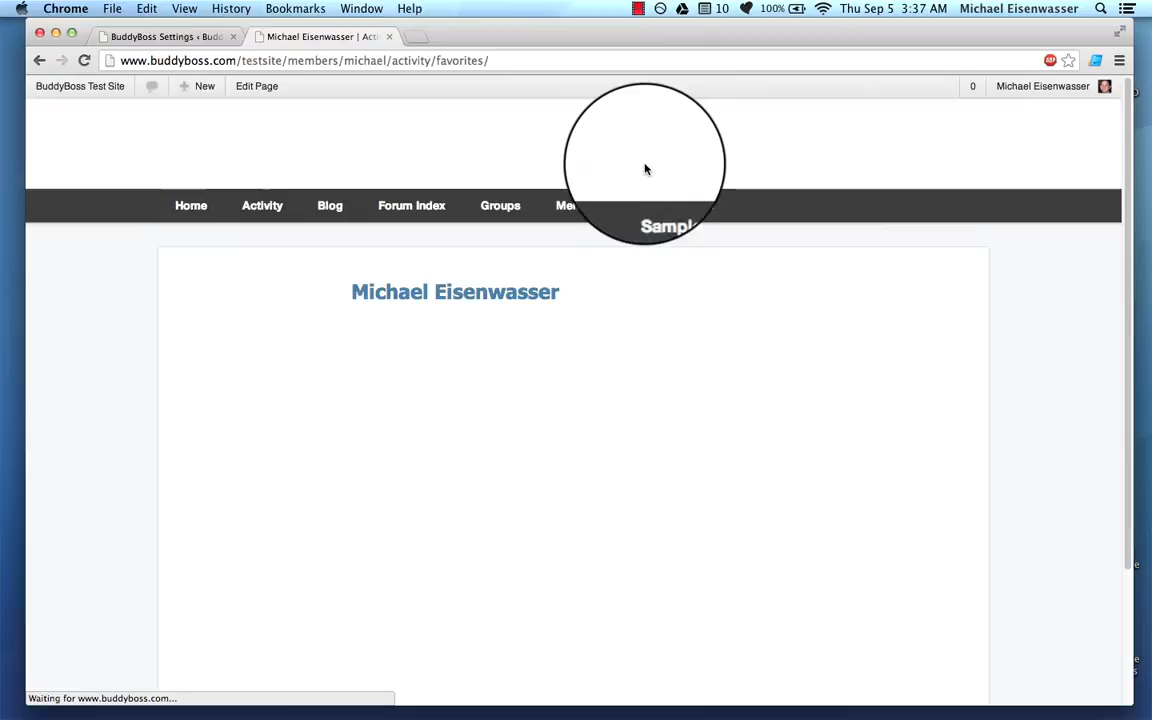 Chrome File Edit View History Bookmarks Window Help 10 100% Thu Sep 5 3:37 AM Michael Eisenwasser
BuddyBoss Settings ‹ Budd Michael Eisenwasser | Acti
www.buddyboss.com/testsite/members/michael/activity/favorites/ ABP
BuddyBoss Test Site New Edit Page 0 Michael Eisenwasser
Home Activity Blog Forum Index Groups
Michael Eisenwasser
Waiting for www.buddyboss.com...